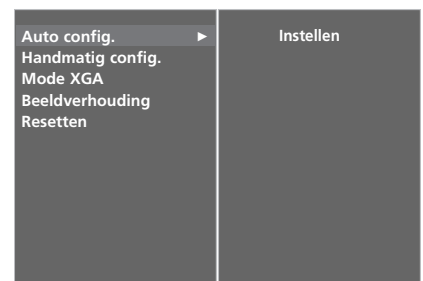 Auto config. ► Instellen
Handmatig config.
Mode XGA
Beeldverhouding
Resetten